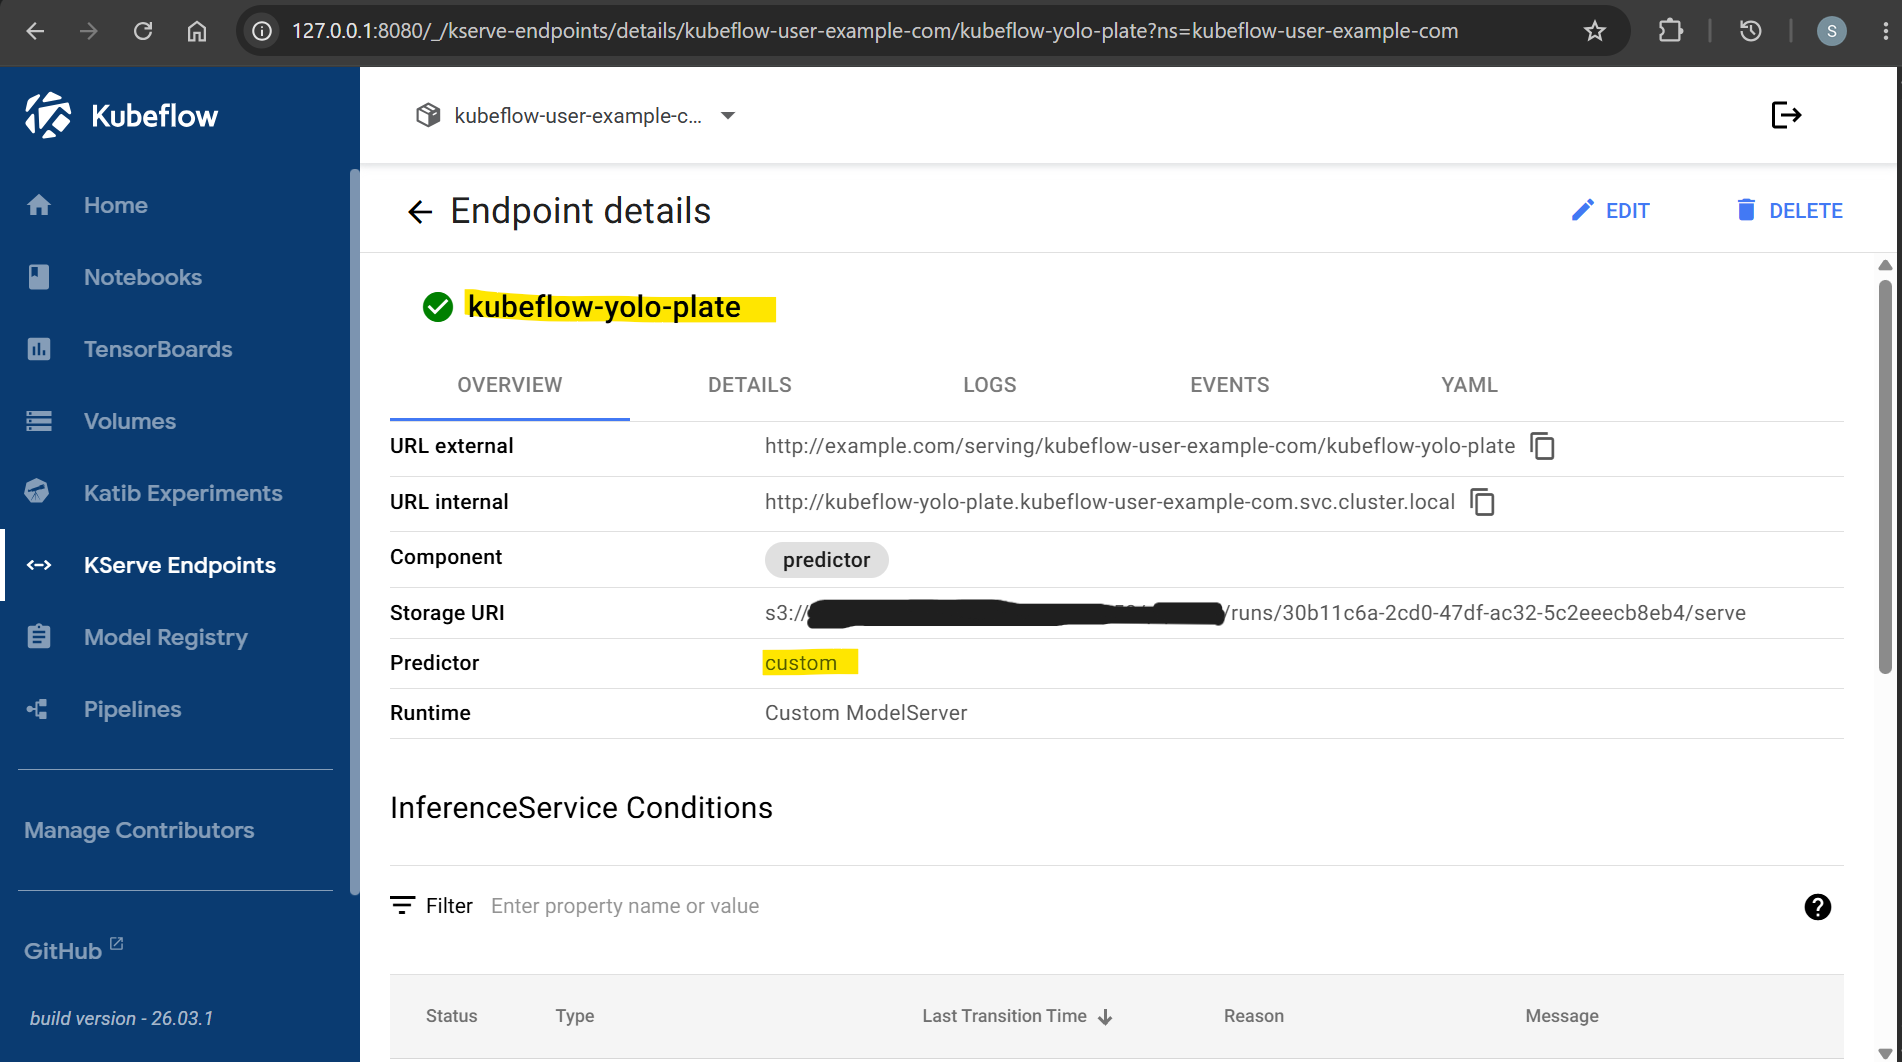 127.0.0.1:8080/_/kserve-endpoints/details/kubeflow-user-example-com/kubeflow-yolo-plate?ns=kubeflow-user-example-com
S
Kubeflow
kubeflow-user-example-c...
Home
Notebooks
TensorBoards
Volumes
Katib Experiments
KServe Endpoints
Model Registry
Pipelines
Manage Contributors
GitHub
build version - 26.03.1
Endpoint details
EDIT
DELETE
kubeflow-yolo-plate
OVERVIEW DETAILS LOGS EVENTS YAML
URL external http://example.com/serving/kubeflow-user-example-com/kubeflow-yolo-plate
URL internal http://kubeflow-yolo-plate.kubeflow-user-example-com.svc.cluster.local
Component predictor
Storage URI s3:// /runs/30b11c6a-2cd0-47df-ac32-5c2eeecb8eb4/serve
Predictor custom
Runtime Custom ModelServer
InferenceService Conditions
Filter Enter property name or value
Status Type Last Transition Time Reason Message